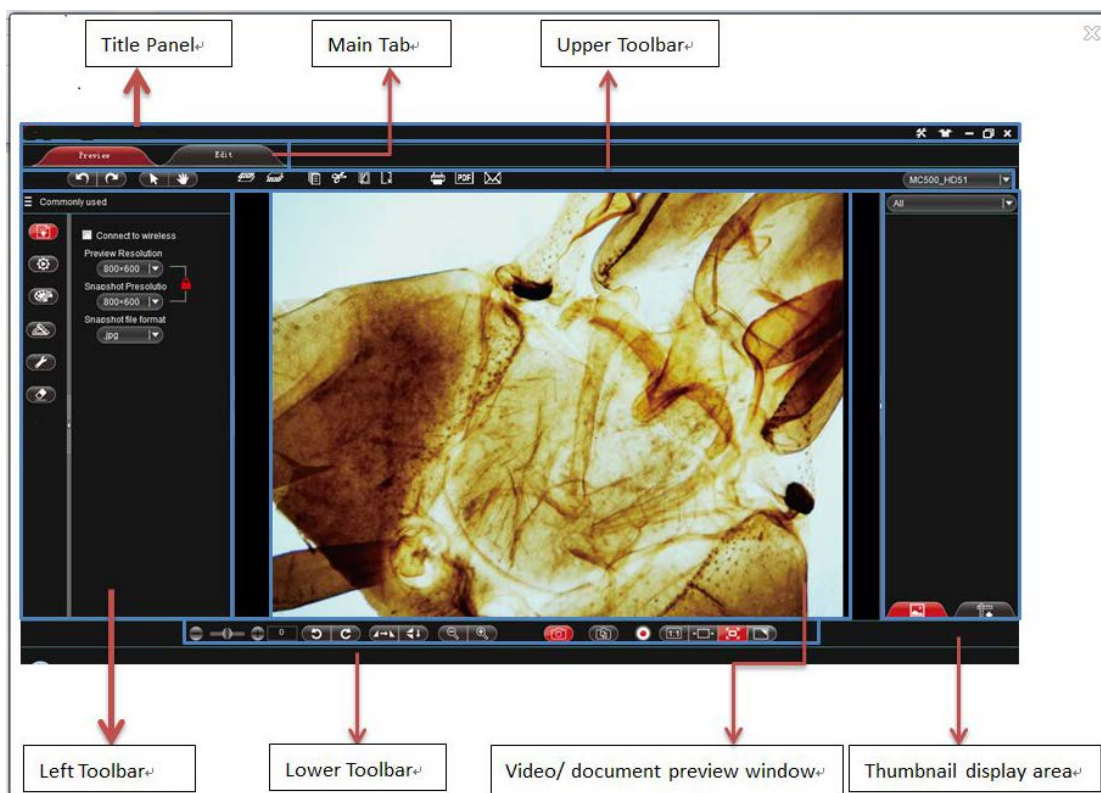 Title Panel
Main Tab
Upper Toolbar
Preview
Edit
PDF
MC500_HD51
Commonly used
All
Connect to wireless
Preview Resolution
800×600
Snapshot Presolutio
800×600
Snapshot file format
.jpg
0
1:1
Left Toolbar
Lower Toolbar
Video/ document preview window
Thumbnail display area